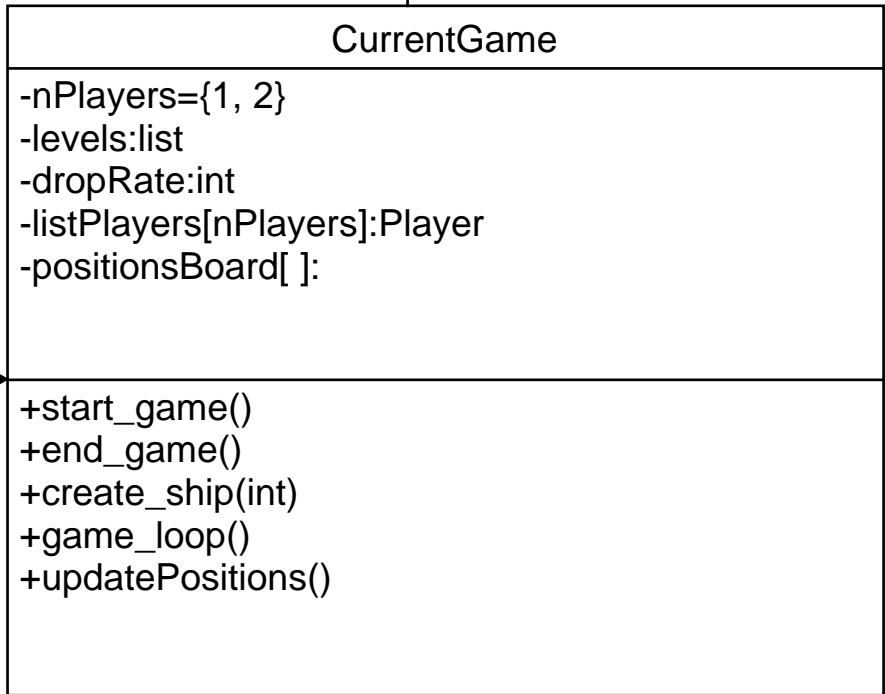 CurrentGame
-nPlayers={1, 2}
-levels:list
-dropRate:int
-listPlayers[nPlayers]:Player
-positionsBoard[ ]:
+start_game()
+end_game()
+create_ship(int)
+game_loop()
+updatePositions()